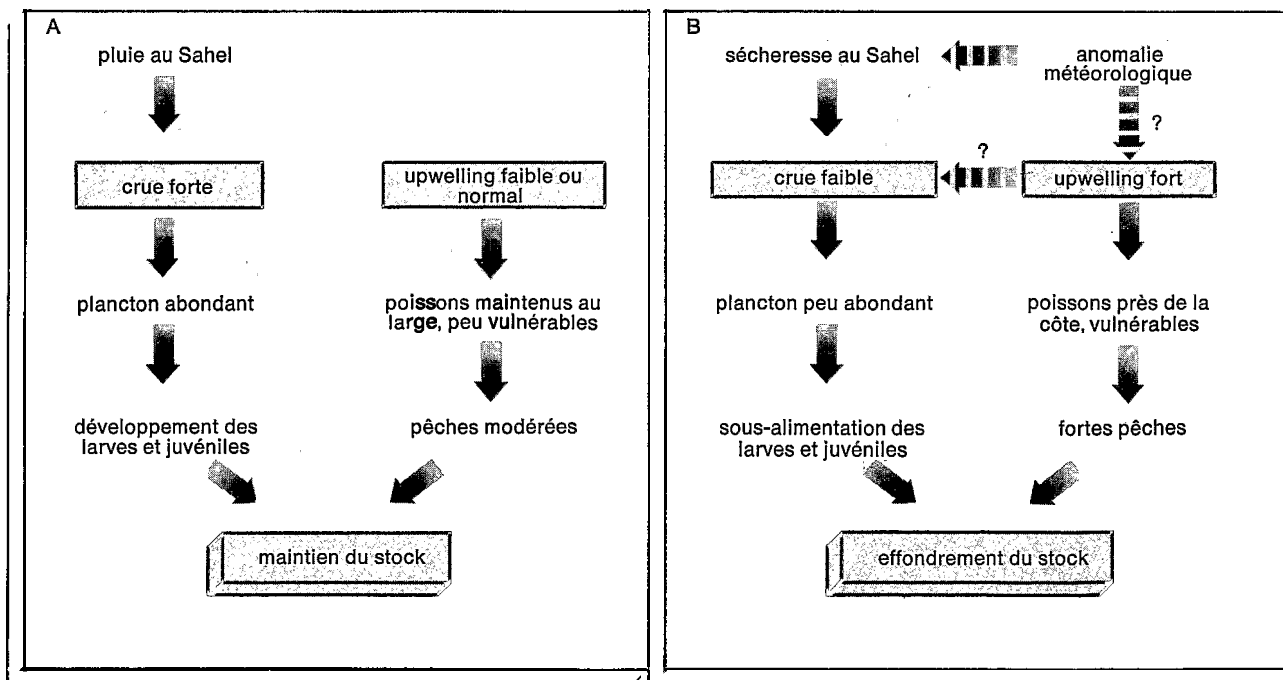 A
pluie au Sahel
crue forte
upwelling faible ou
normal
plancton abondant
poissons maintenus au
large, peu vulnérables
développement des
larves et juvéniles
pêches modérées
maintien du stock
B
sécheresse au Sahel
anomalie
météorologique
?
?
crue faible
upwelling fort
plancton peu abondant
poissons près de la
côte, vulnérables
sous-alimentation des
larves et juvéniles
fortes pêches
effondrement du stock